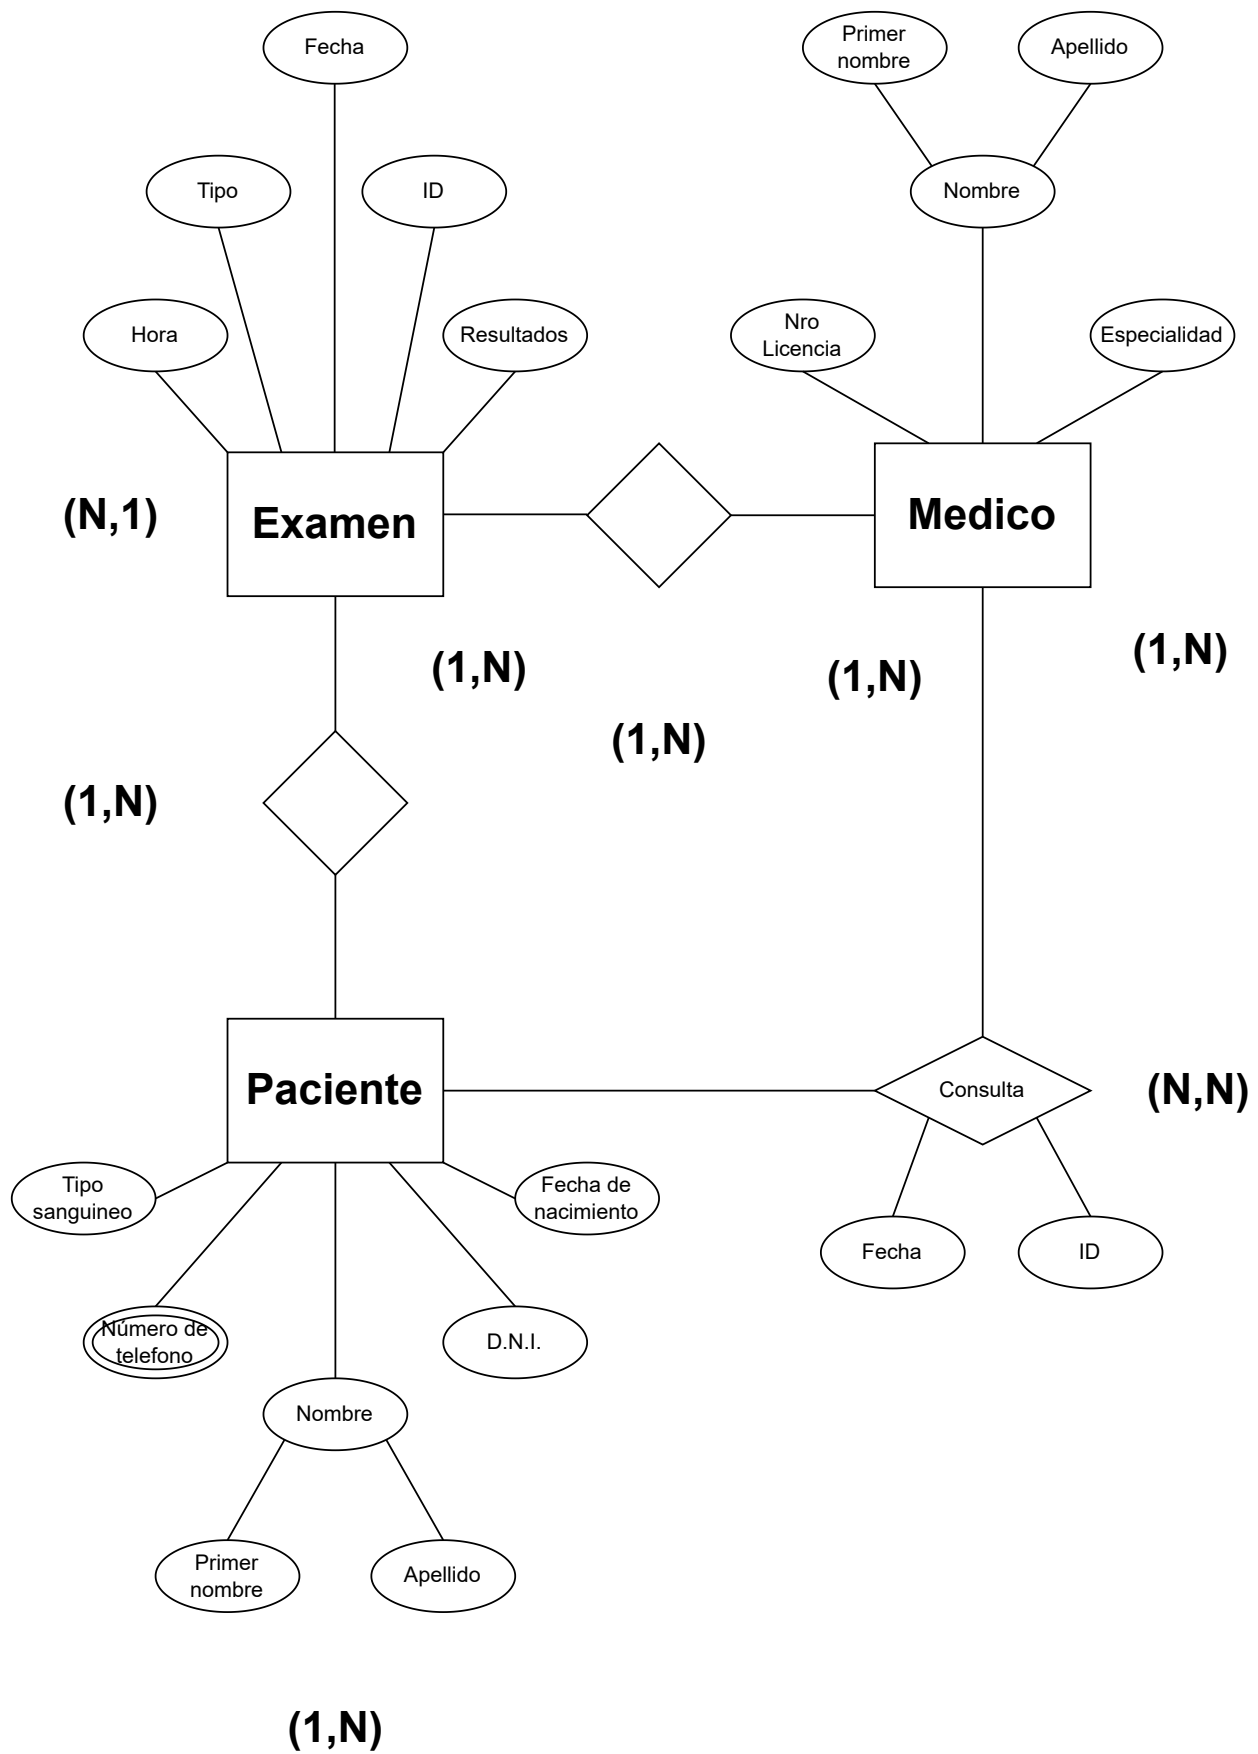 Fecha
Primer
nombre
Apellido
Tipo
ID
Nombre
Hora
Resultados
Nro
Licencia
Especialidad
(N,1)
Examen
Medico
(1,N)
(1,N)
(1,N)
(1,N)
(1,N)
Paciente
Consulta
(N,N)
Tipo
sanguineo
Fecha de
nacimiento
Fecha
ID
Número de
telefono
D.N.I.
Nombre
Primer
nombre
Apellido
(1,N)